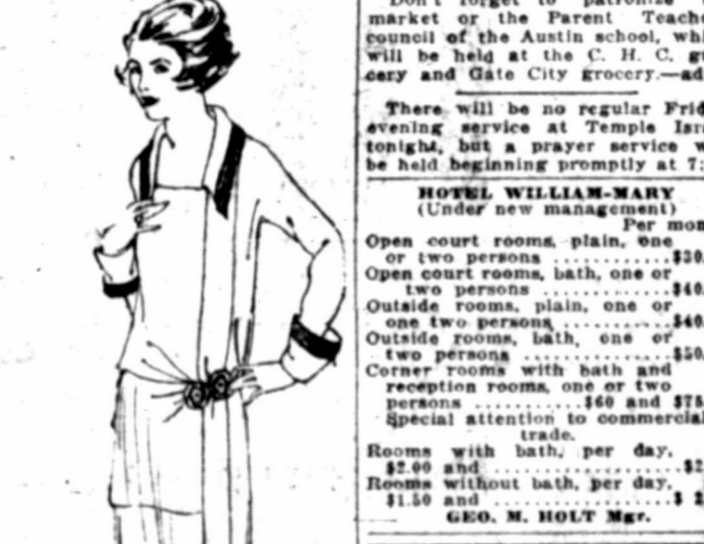 Don't forget to patronize
market or the Parent Teache
council of the Austin school, whi
will be held at the C. H. C. g
cery and Gate City grocery.—ad
There will be no regular Frid
evening service at Temple Isr
tonight, but a prayer service w
be held beginning promptly at 7:
HOTEL WILLIAM-MARY
(Under new management)
Per mon
Open court rooms, plain, one
or two persons ............$30.
Open court rooms, bath, one or
two persons ............$40.
Outside rooms, plain, one or
one two persons ............$40.
Outside rooms, bath, one or
two persons ............$50.
Corner rooms with bath and
reception rooms, one or two
persons ..........$60 and $75.
Special attention to commercial
trade.
Rooms with bath, per day,
$2.00 and ..................$2
Rooms without bath, per day,
$1.50 and ..................$
GEO. M. HOLT Mgr.